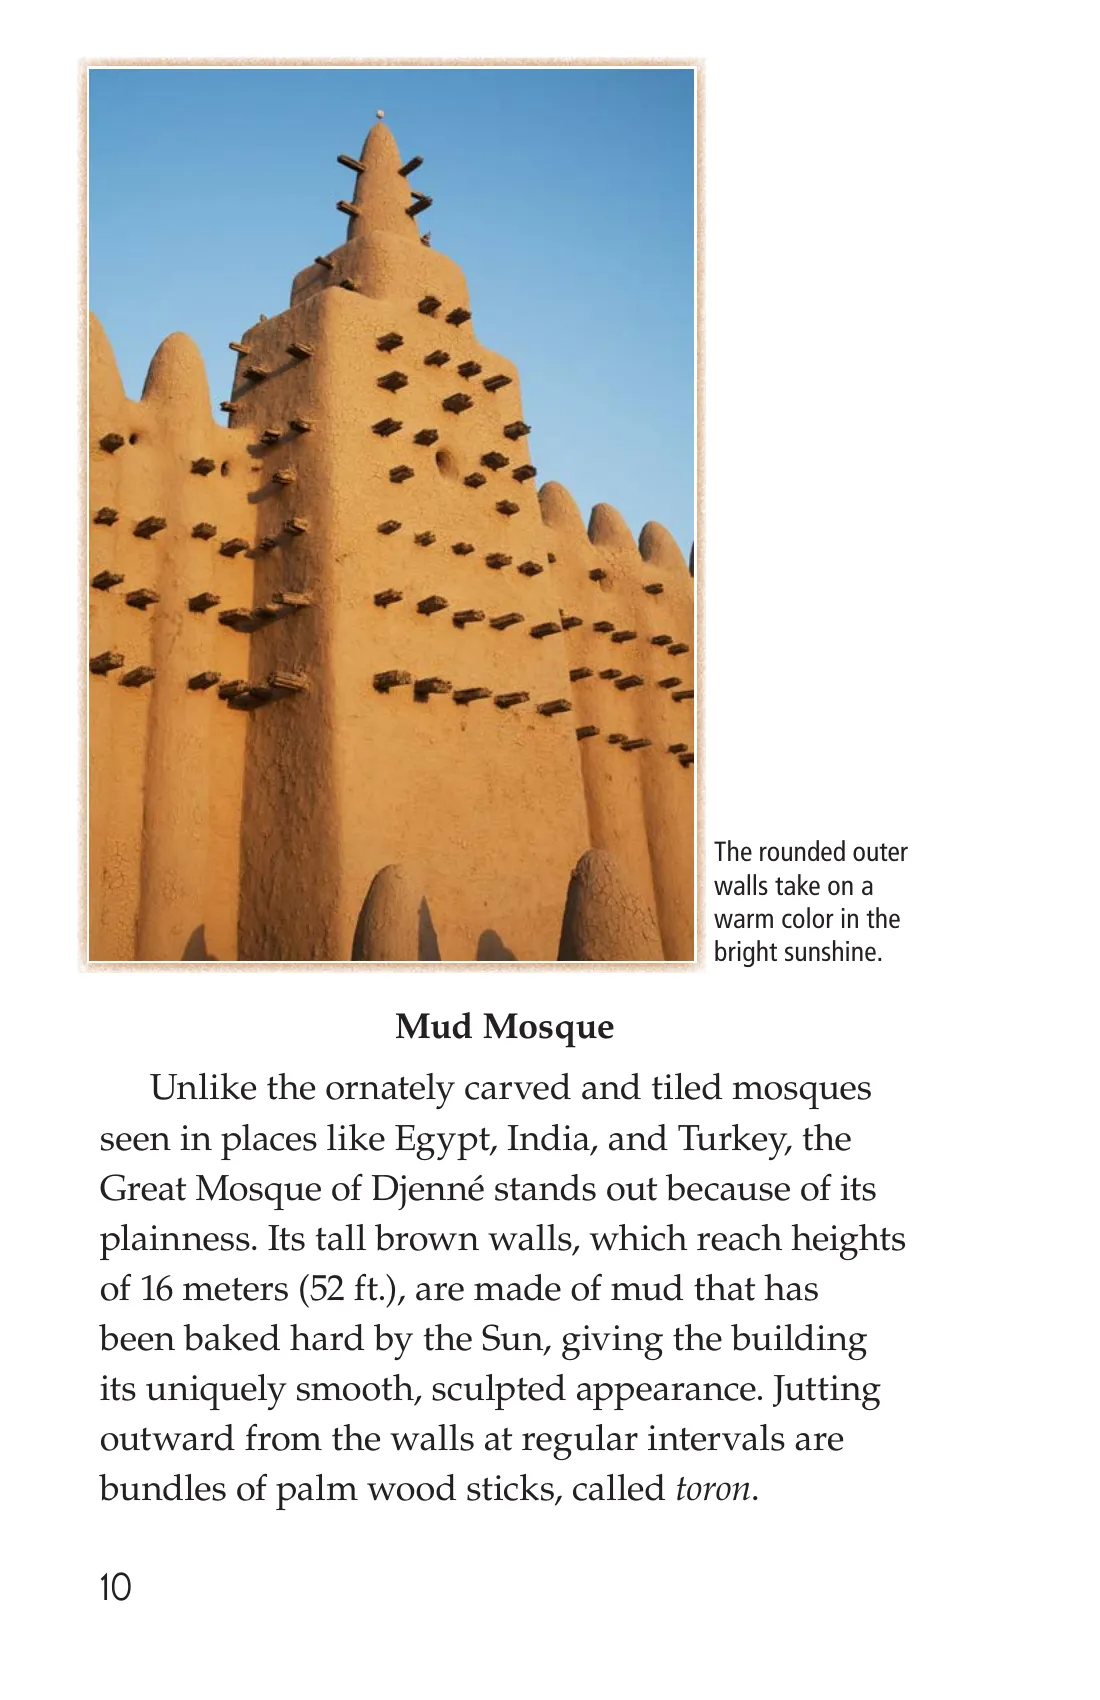 The rounded outer
walls take on a
warm color in the
bright sunshine.
Mud Mosque
Unlike the ornately carved and tiled mosques
seen in places like Egypt, India, and Turkey, the
Great Mosque of Djenné stands out because of its
plainness. Its tall brown walls, which reach heights
of 16 meters (52 ft.), are made of mud that has
been baked hard by the Sun, giving the building
its uniquely smooth, sculpted appearance. Jutting
outward from the walls at regular intervals are
bundles of palm wood sticks, called toron.
10